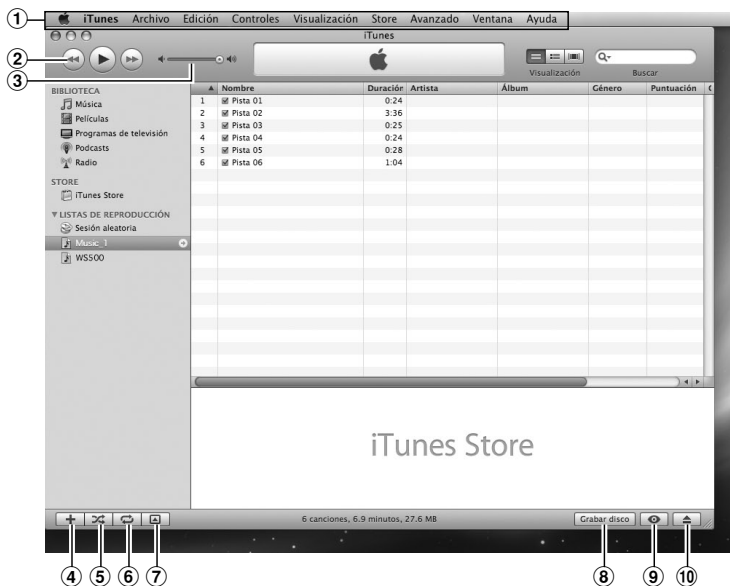 ① iTunes Archivo Edición Controles Visualización Store Avanzado Ventana Ayuda
iTunes
②
③
Visualización Buscar
BIBLIOTECA
Música
Películas
Programas de televisión
Podcasts
Radio
STORE
iTunes Store
LISTAS DE REPRODUCCIÓN
Sesión aleatoria
Music_1
WS500
Nombre Duración Artista Álbum Género Puntuación
1 Pista 01 0:24
2 Pista 02 3:36
3 Pista 03 0:25
4 Pista 04 0:24
5 Pista 05 0:28
6 Pista 06 1:04
iTunes Store
6 canciones, 6.9 minutos, 27.6 MB
Grabar disco
④ ⑤ ⑥ ⑦ ⑧ ⑨ ⑩